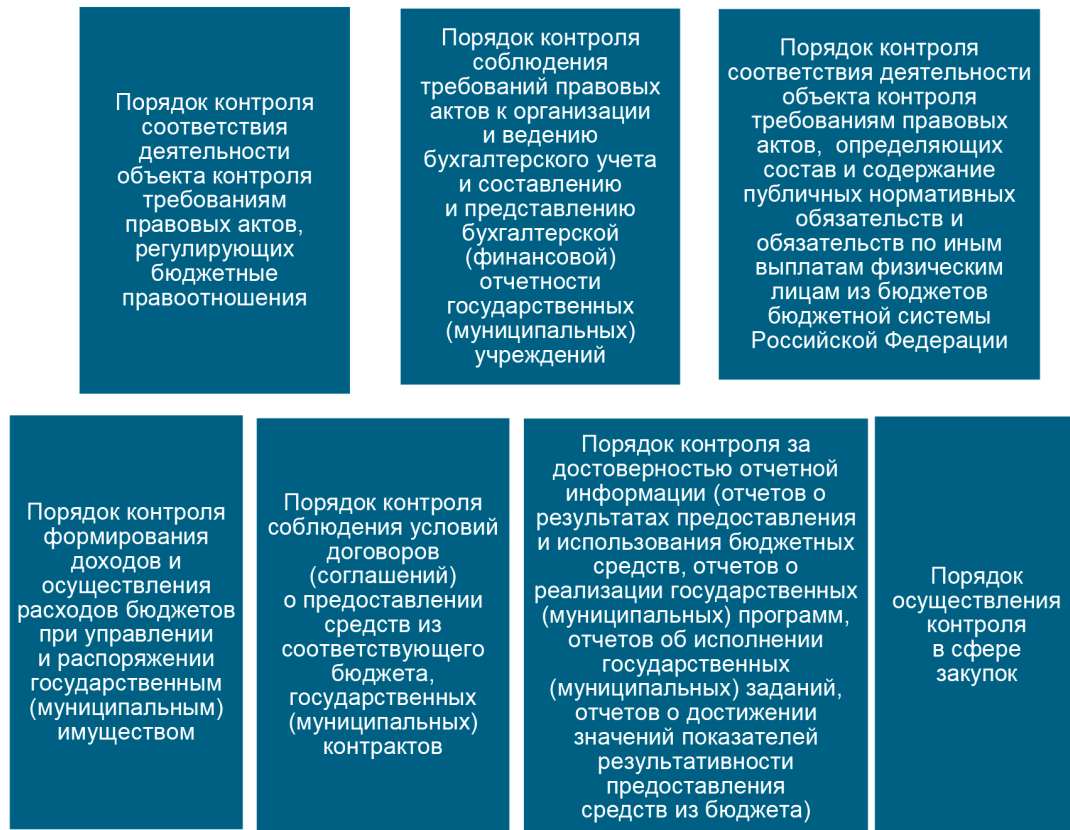 Порядок контроля
соответствия
деятельности
объекта контроля
требованиям
правовых актов,
регулирующих
бюджетные
правоотношения
Порядок контроля
соблюдения
требований правовых
актов к организации
и ведению
бухгалтерского учета
и составлению
и представлению
бухгалтерской
(финансовой)
отчетности
государственных
(муниципальных)
учреждений
Порядок контроля
соответствия деятельности
объекта контроля
требованиям правовых
актов, определяющих
состав и содержание
публичных нормативных
обязательств и
обязательств по иным
выплатам физическим
лицам из бюджетов
бюджетной системы
Российской Федерации
Порядок контроля
формирования
доходов и
осуществления
расходов бюджетов
при управлении
и распоряжении
государственным
(муниципальным)
имуществом
Порядок контроля
соблюдения условий
договоров
(соглашений)
о предоставлении
средств из
соответствующего
бюджета,
государственных
(муниципальных)
контрактов
Порядок контроля за
достоверностью отчетной
информации (отчетов о
результатах предоставления
и использования бюджетных
средств, отчетов о
реализации государственных
(муниципальных) программ,
отчетов об исполнении
государственных
(муниципальных) заданий,
отчетов о достижении
значений показателей
результативности
предоставления
средств из бюджета)
Порядок
осуществления
контроля
в сфере
закупок